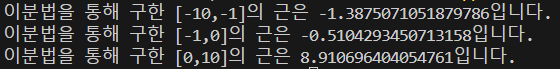 이분법을 통해 구한 [-10,-1]의 근은 -1.3875071051879786입니다.
이분법을 통해 구한 [-1,0]의 근은 -0.5104293450713158입니다.
이분법을 통해 구한 [0,10]의 근은 8.910696404054761입니다.